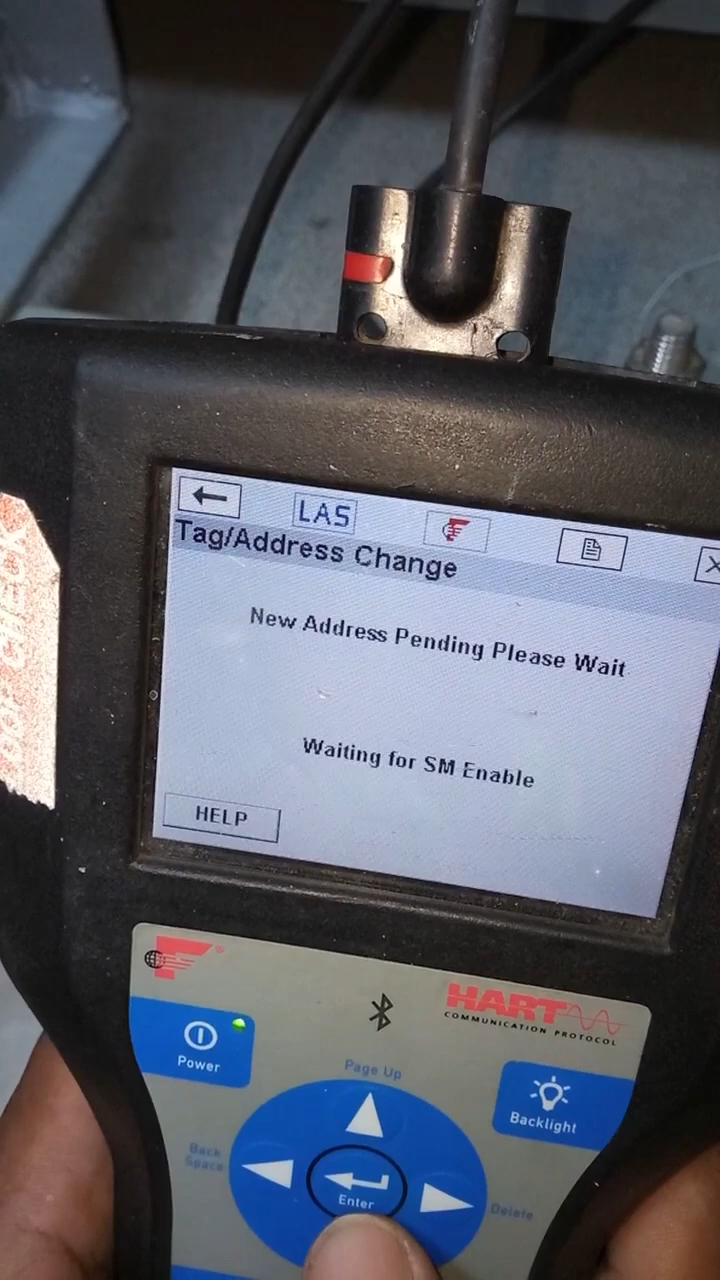 LAS
Tag/Address Change
New Address Pending Please Wait
Waiting for SM Enable
HELP
HART
COMMUNICATION PROTOCOL
Power
Page Up
Backlight
Back
Space
Enter
Delete